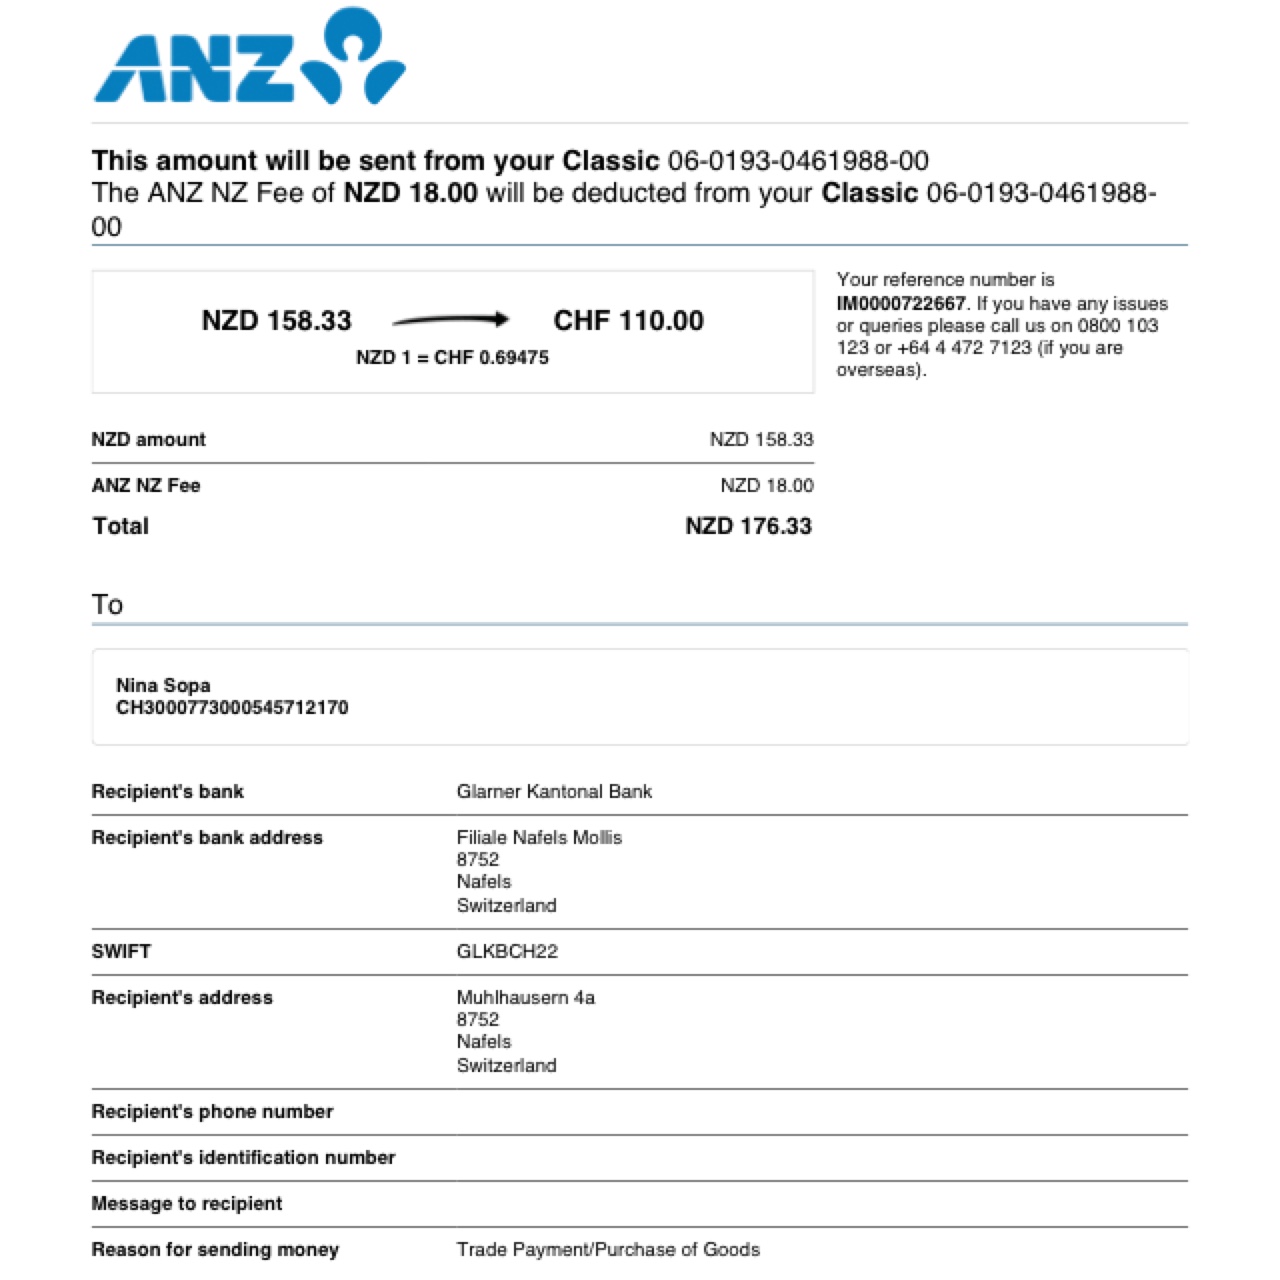 ANZ
This amount will be sent from your Classic 06-0193-0461988-00
The ANZ NZ Fee of NZD 18.00 will be deducted from your Classic 06-0193-0461988-
00
NZD 158.33 CHF 110.00
NZD 1 = CHF 0.69475
Your reference number is
IM0000722667. If you have any issues
or queries please call us on 0800 103
123 or +64 4 472 7123 (if you are
overseas).
NZD amount NZD 158.33
ANZ NZ Fee NZD 18.00
Total NZD 176.33
To
Nina Sopa
CH3000773000545712170
Recipient's bank Glarner Kantonal Bank
Recipient's bank address Filiale Nafels Mollis
8752
Nafels
Switzerland
SWIFT GLKBCH22
Recipient's address Muhlhausern 4a
8752
Nafels
Switzerland
Recipient's phone number
Recipient's identification number
Message to recipient
Reason for sending money Trade Payment/Purchase of Goods